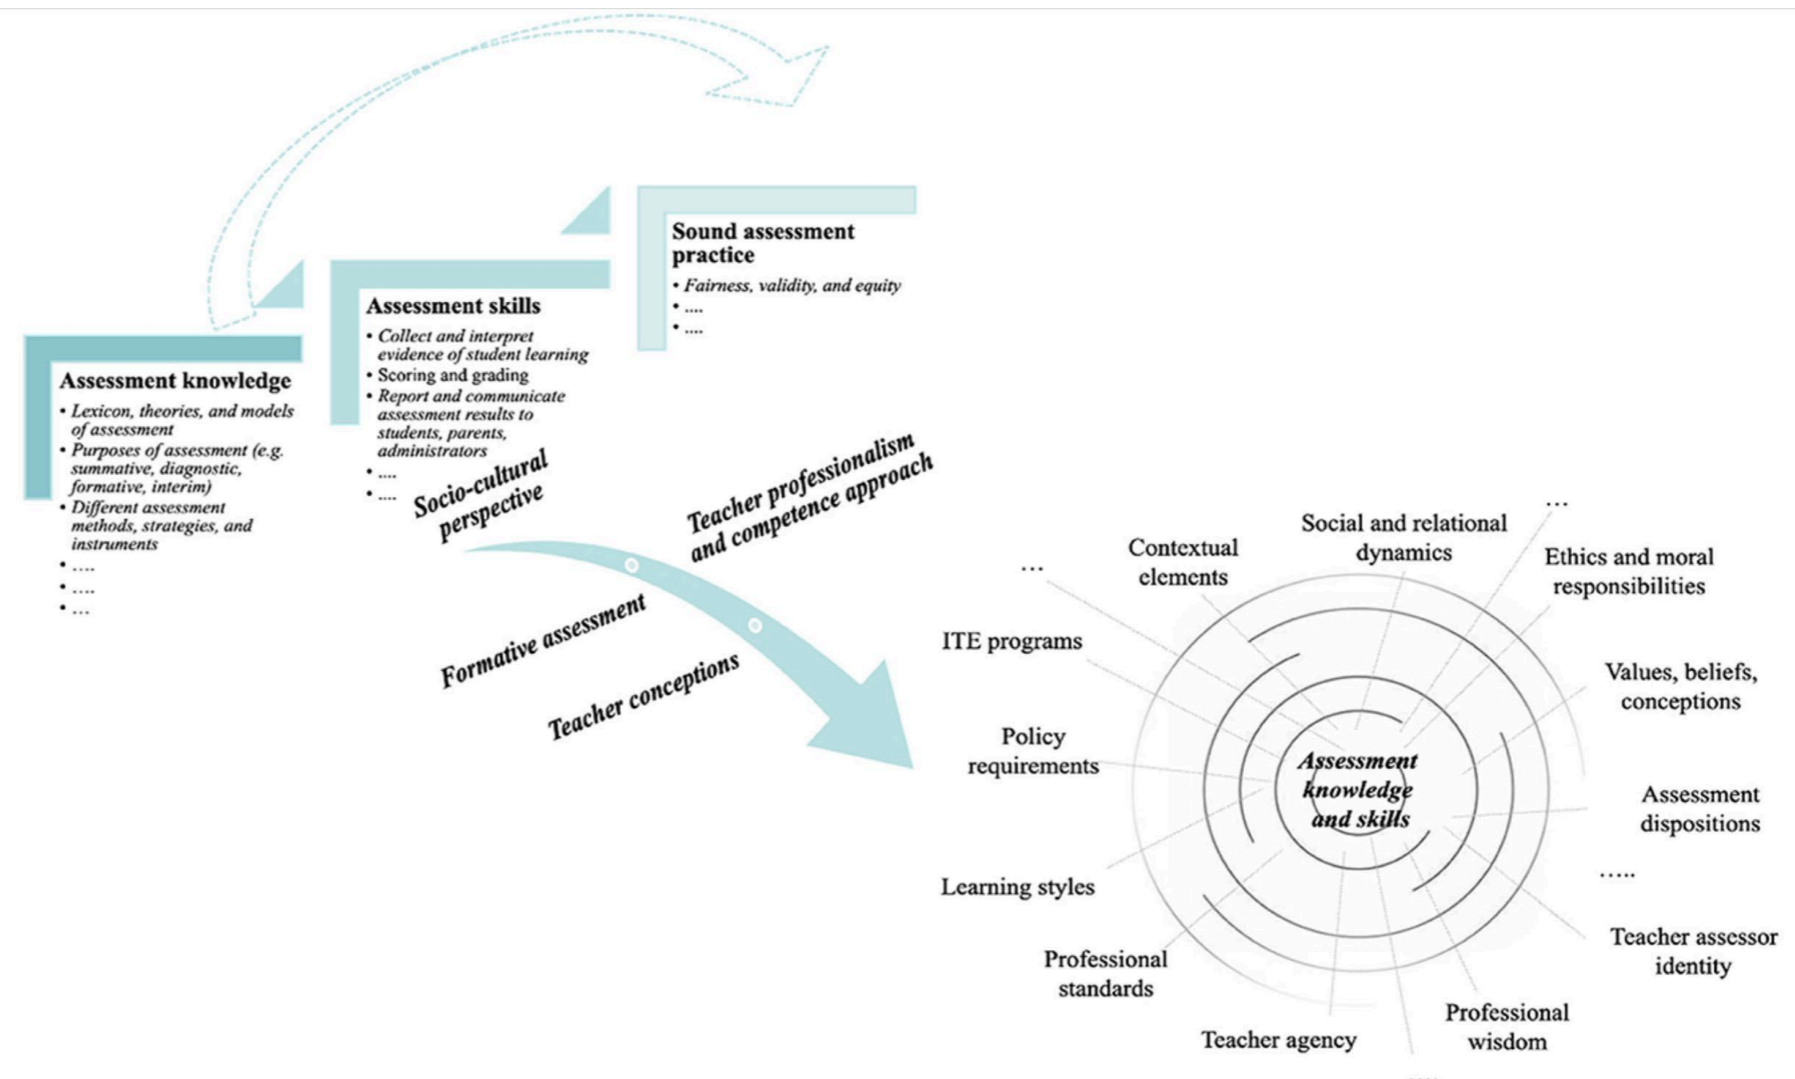 Sound assessment
practice
• Fairness, validity, and equity
• ....
• ....
Assessment skills
• Collect and interpret
evidence of student learning
• Scoring and grading
• Report and communicate
assessment results to
students, parents,
administrators
• ....
• ....
Assessment knowledge
• Lexicon, theories, and models
of assessment
• Purposes of assessment (e.g.
summative, diagnostic,
formative, interim)
• Different assessment
methods, strategies, and
instruments
• ....
• ....
• ...
Socio-cultural
perspective
Teacher professionalism
and competence approach
Formative assessment
Teacher conceptions
...
Contextual
elements
Social and relational
dynamics
...
Ethics and moral
responsibilities
ITE programs
Values, beliefs,
conceptions
Policy
requirements
Assessment
knowledge
and skills
Assessment
dispositions
.....
Learning styles
Teacher assessor
identity
Professional
standards
Professional
wisdom
Teacher agency
....